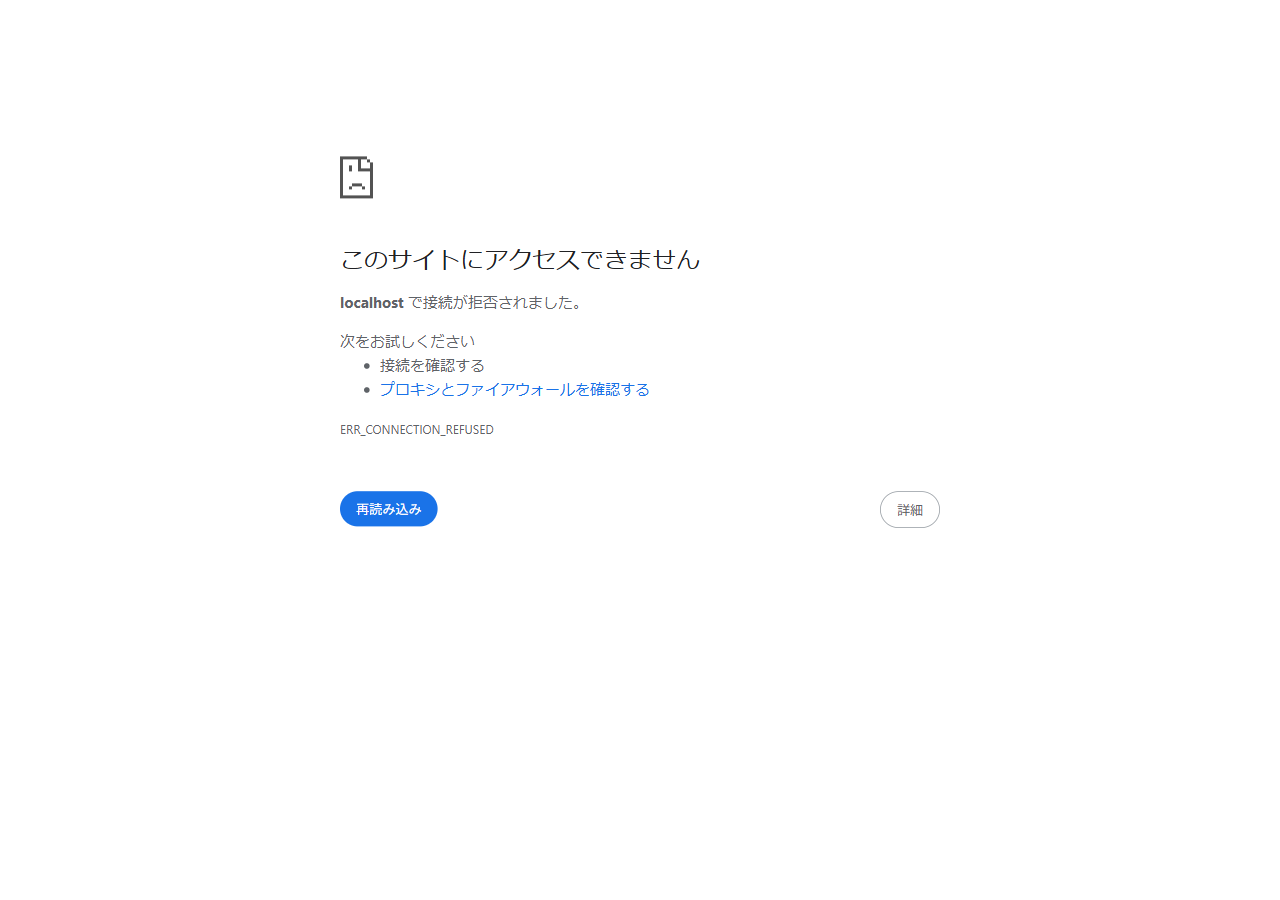 このサイトにアクセスできません
localhost で接続が拒否されました。
次をお試しください
接続を確認する
プロキシとファイアウォールを確認する
ERR_CONNECTION_REFUSED
再読み込み
詳細